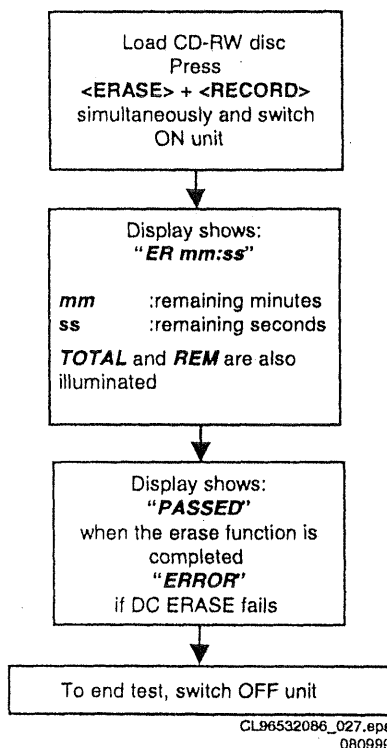 Load CD-RW disc
Press
<ERASE> + <RECORD>
simultaneously and switch
ON unit
Display shows:
"ER mm:ss"
mm :remaining minutes
ss :remaining seconds
TOTAL and REM are also
illuminated
Display shows:
"PASSED"
when the erase function is
completed
"ERROR"
if DC ERASE fails
To end test, switch OFF unit
CL96532086_027.eps
080999